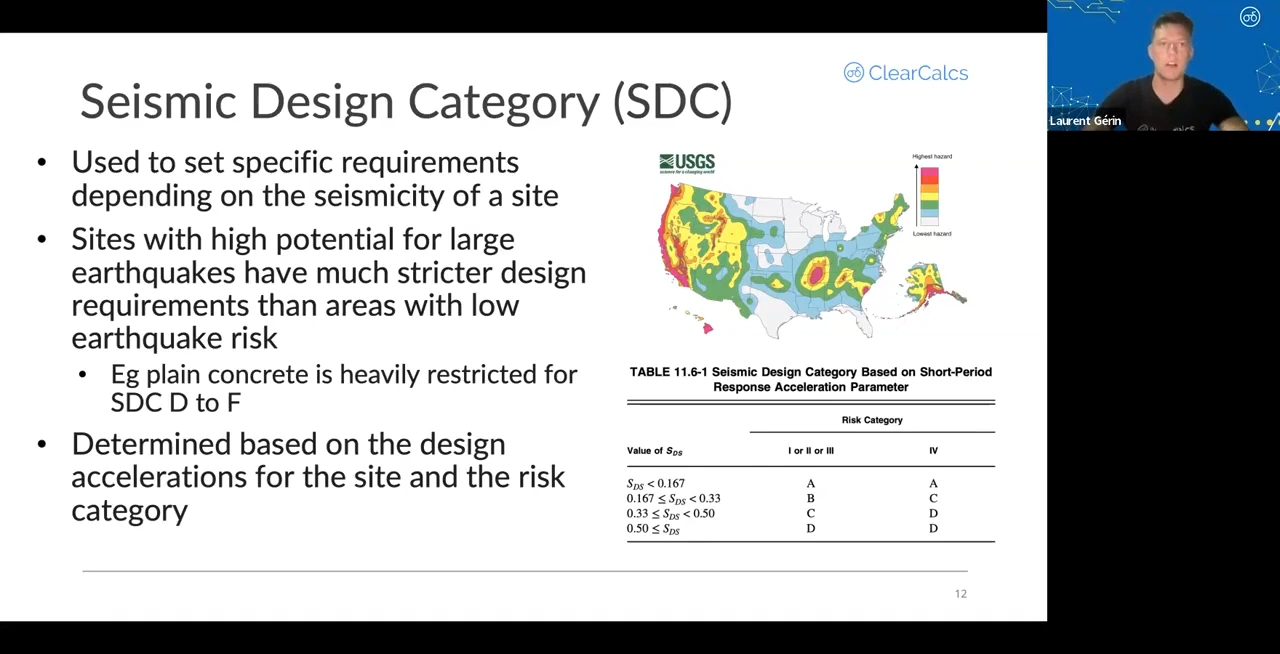 Seismic Design Category (SDC)
ClearCalcs
• Used to set specific requirements
depending on the seismicity of a site
• Sites with high potential for large
earthquakes have much stricter design
requirements than areas with low
earthquake risk
• Eg plain concrete is heavily restricted for
SDC D to F
• Determined based on the design
accelerations for the site and the risk
category
USGS
science for a changing world
Highest hazard
Lowest hazard
TABLE 11.6-1 Seismic Design Category Based on Short-Period
Response Acceleration Parameter
Risk Category
Value of S_DS I or II or III IV
S_DS < 0.167 A A
0.167 ≤ S_DS < 0.33 B C
0.33 ≤ S_DS < 0.50 C D
0.50 ≤ S_DS D D
12
Laurent Gérin